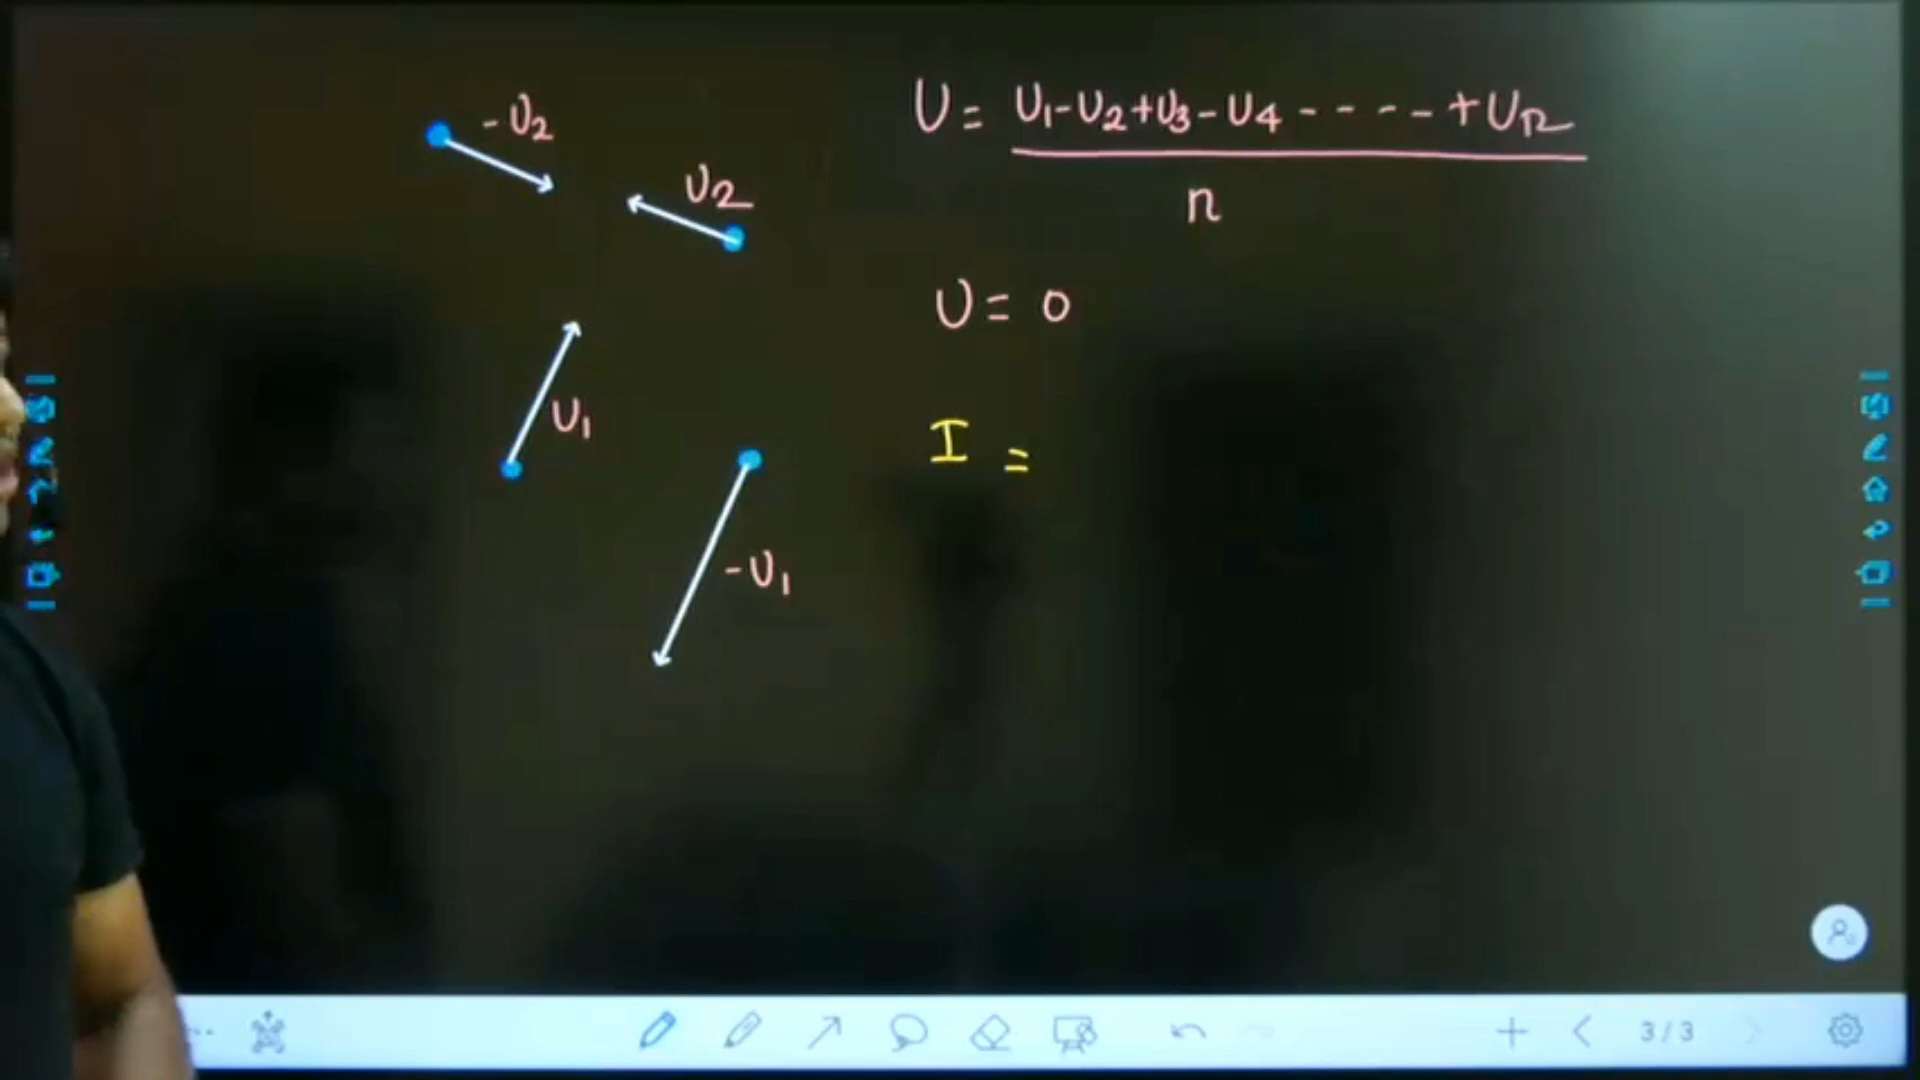 -U2
U2
U1
-U1
U = U1-U2+U3-U4 - - - - - +Un
n
U = 0
I =
3/3